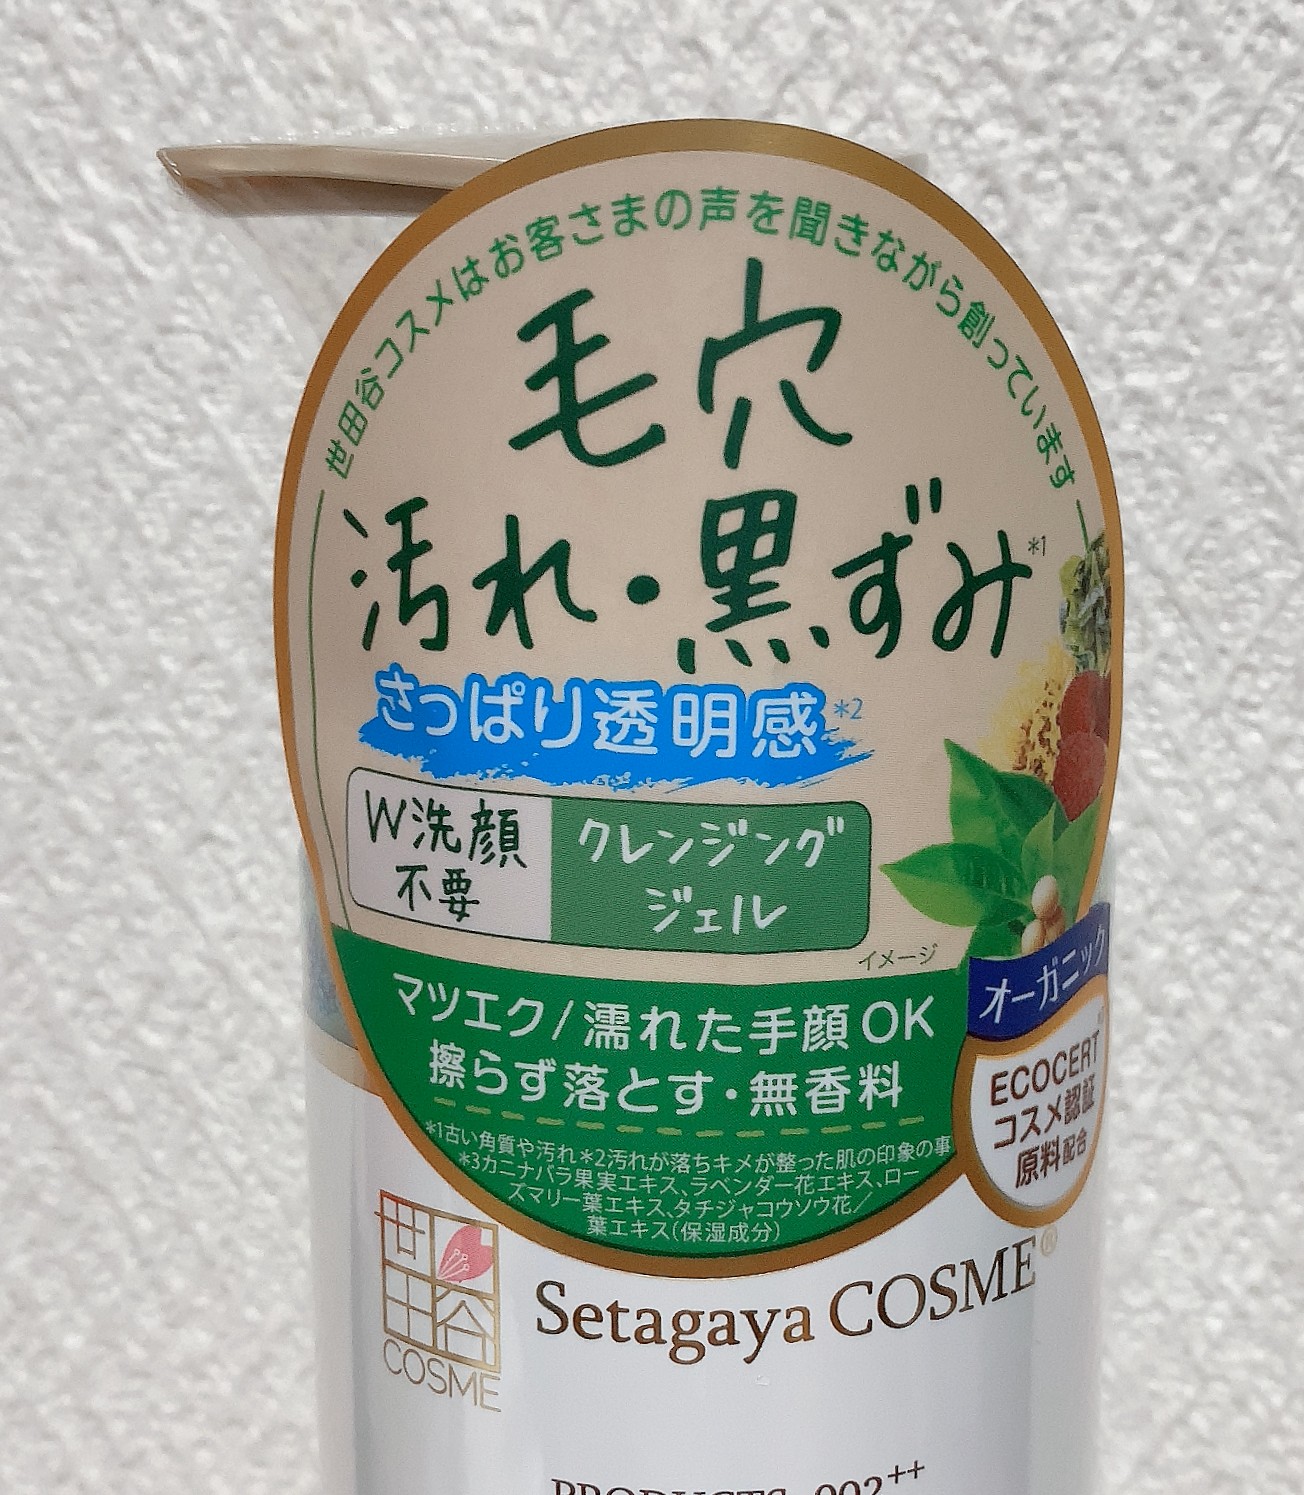 世田谷コスメはお客さまの声を聞きながら創っています
毛穴
汚れ・黒ずみ*1
さっぱり透明感*2
W洗顔
不要
クレンジング
ジェル
イメージ
マツエク/濡れた手顔OK
擦らず落とす・無香料
オーガニック
ECOCERT
コスメ認証
原料配合
*1古い角質や汚れ*2汚れが落ちキメが整った肌の印象の事
*3カニナバラ果実エキス、ラベンダー花エキス、ロー
ズマリー葉エキス、タチジャコウソウ花/
葉エキス(保湿成分)
世
田谷
COSME
Setagaya COSME®
PRODUCTS 002++